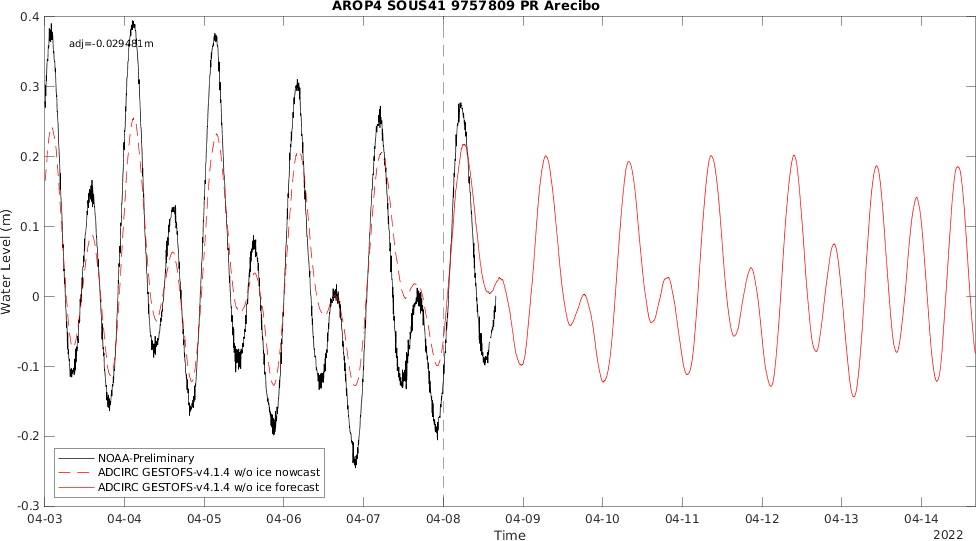 AROP4 SOUS41 9757809 PR Arecibo
adj=-0.029481m
Water Level (m)
0.4
0.3
0.2
0.1
0
-0.1
-0.2
-0.3
NOAA-Preliminary
ADCIRC GESTOFS-v4.1.4 w/o ice nowcast
ADCIRC GESTOFS-v4.1.4 w/o ice forecast
04-03 04-04 04-05 04-06 04-07 04-08 04-09 04-10 04-11 04-12 04-13 04-14
Time
2022